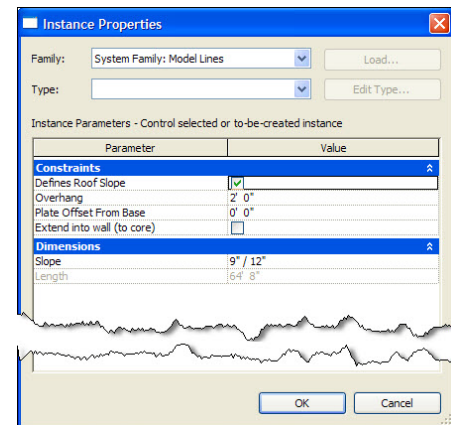 Instance Properties
Family: System Family: Model Lines Load...
Type: Edit Type...
Instance Parameters - Control selected or to-be-created instance
Parameter Value
Constraints
Defines Roof Slope
Overhang 2' 0"
Plate Offset From Base 0' 0"
Extend into wall (to core)
Dimensions
Slope 9" / 12"
Length 64' 8"
OK Cancel